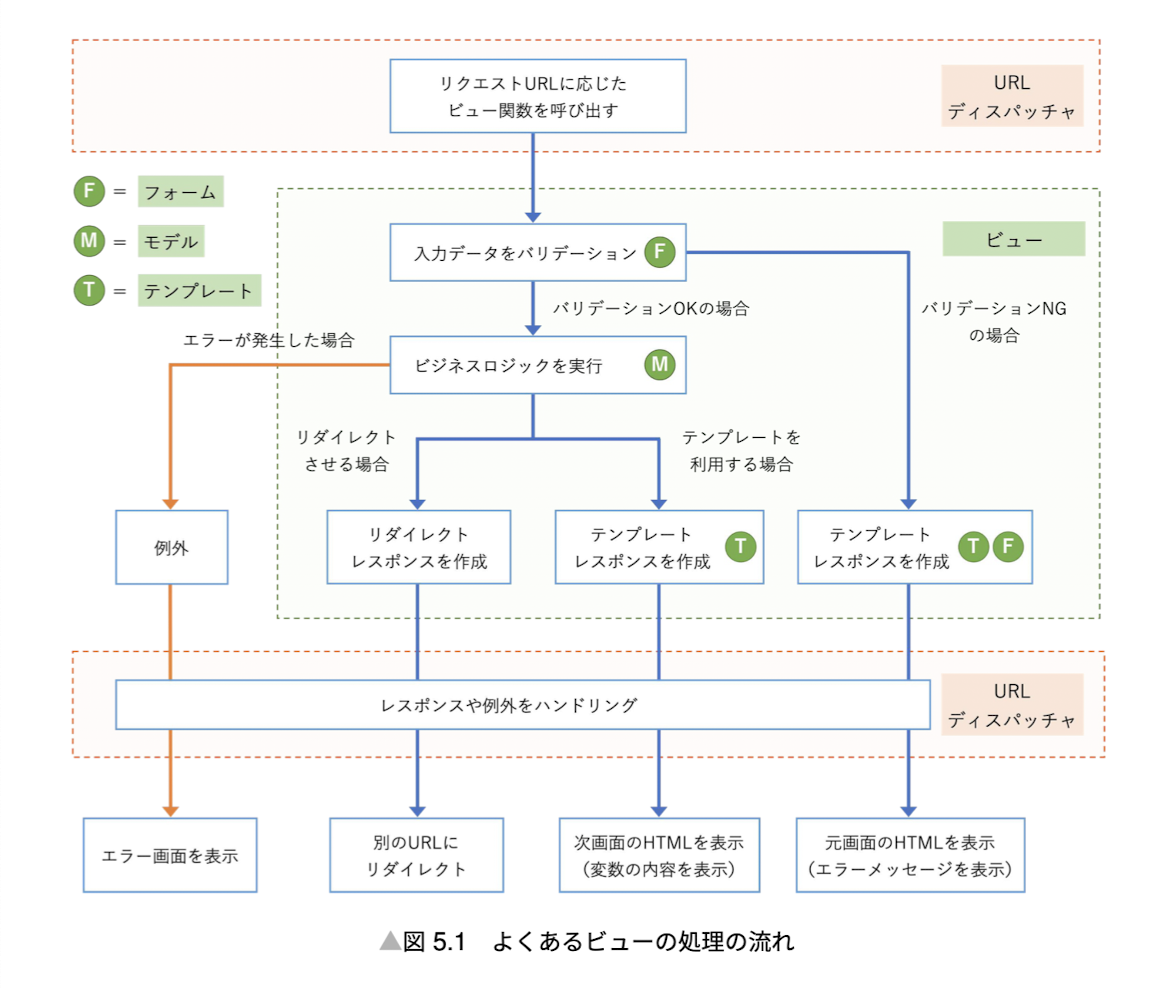 リクエストURLに応じた
ビュー関数を呼び出す
URL
ディスパッチャ
F = フォーム
M = モデル
T = テンプレート
ビュー
入力データをバリデーション F
バリデーションOKの場合
バリデーションNG
の場合
エラーが発生した場合
ビジネスロジックを実行 M
リダイレクト
させる場合
テンプレートを
利用する場合
例外
リダイレクト
レスポンスを作成
テンプレート
レスポンスを作成 T
テンプレート
レスポンスを作成 T F
レスポンスや例外をハンドリング
URL
ディスパッチャ
エラー画面を表示
別のURLに
リダイレクト
次画面のHTMLを表示
(変数の内容を表示)
元画面のHTMLを表示
(エラーメッセージを表示)
▲図 5.1 よくあるビューの処理の流れ